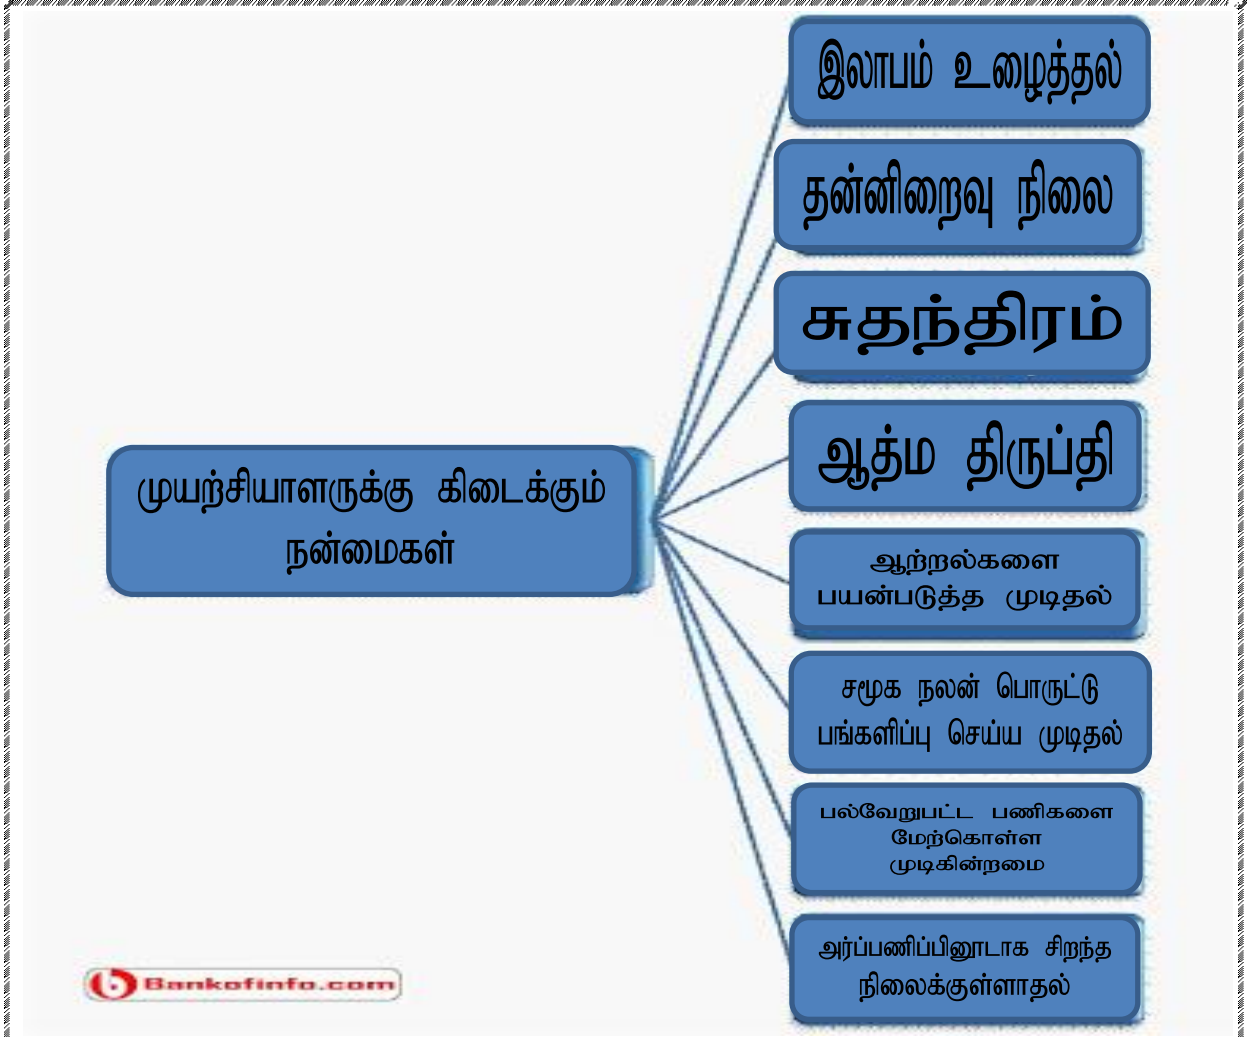 இலாபம் உழைத்தல்
தன்னிறைவு நிலை
சுதந்திரம்
ஆத்ம திருப்தி
முயற்சியாளருக்கு கிடைக்கும்
நன்மைகள்
ஆற்றல்களை
பயன்படுத்த முடிதல்
சமூக நலன் பொருட்டு
பங்களிப்பு செய்ய முடிதல்
பல்வேறுபட்ட பணிகளை
மேற்கொள்ள
முடிகின்றமை
அர்ப்பணிப்பினூடாக சிறந்த
நிலைக்குள்ளாதல்
Bankofinfo.com